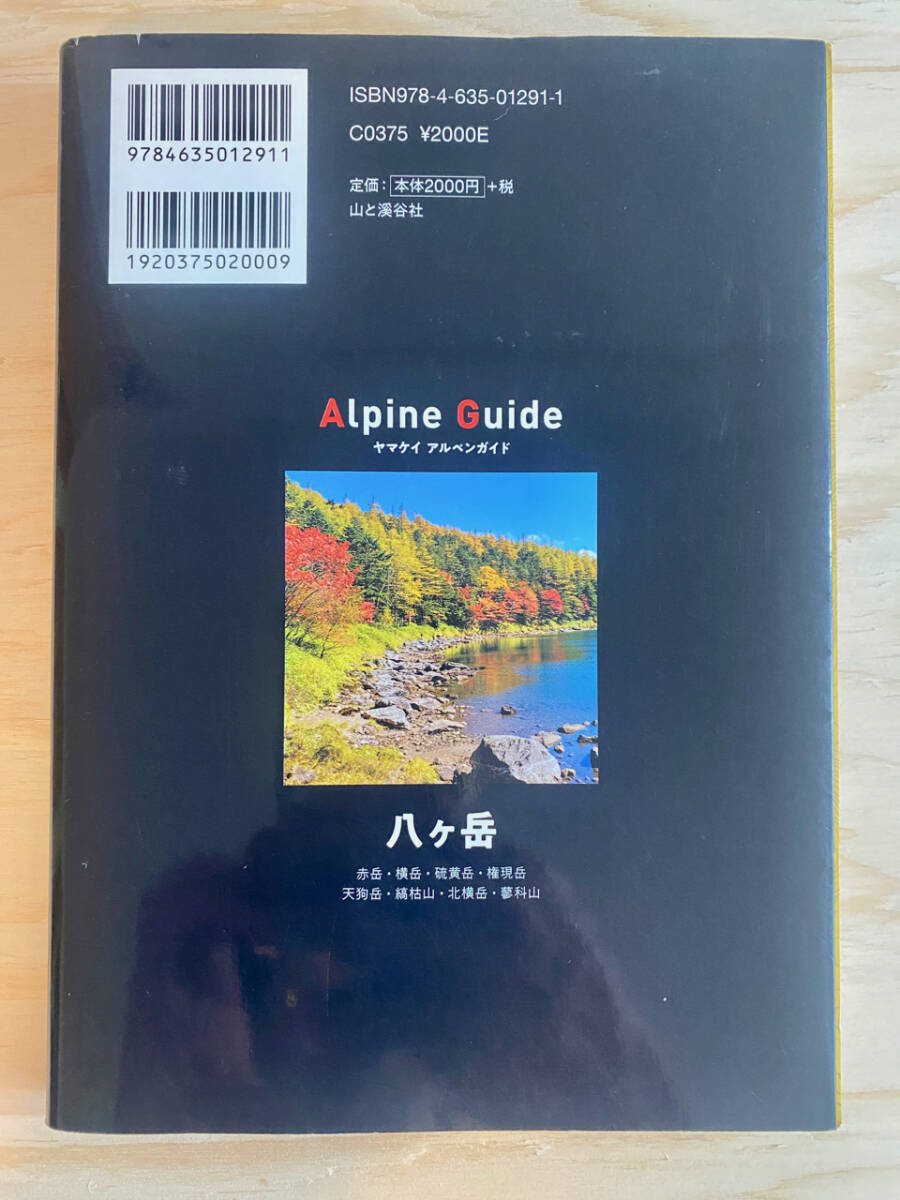 9784635012911
1920375020009
ISBN978-4-635-01291-1
C0375 ¥2000E
定価：本体2000円+税
山と溪谷社
Alpine Guide
ヤマケイ アルペンガイド
八ヶ岳
赤岳・横岳・硫黄岳・権現岳
天狗岳・縞枯山・北横岳・蓼科山